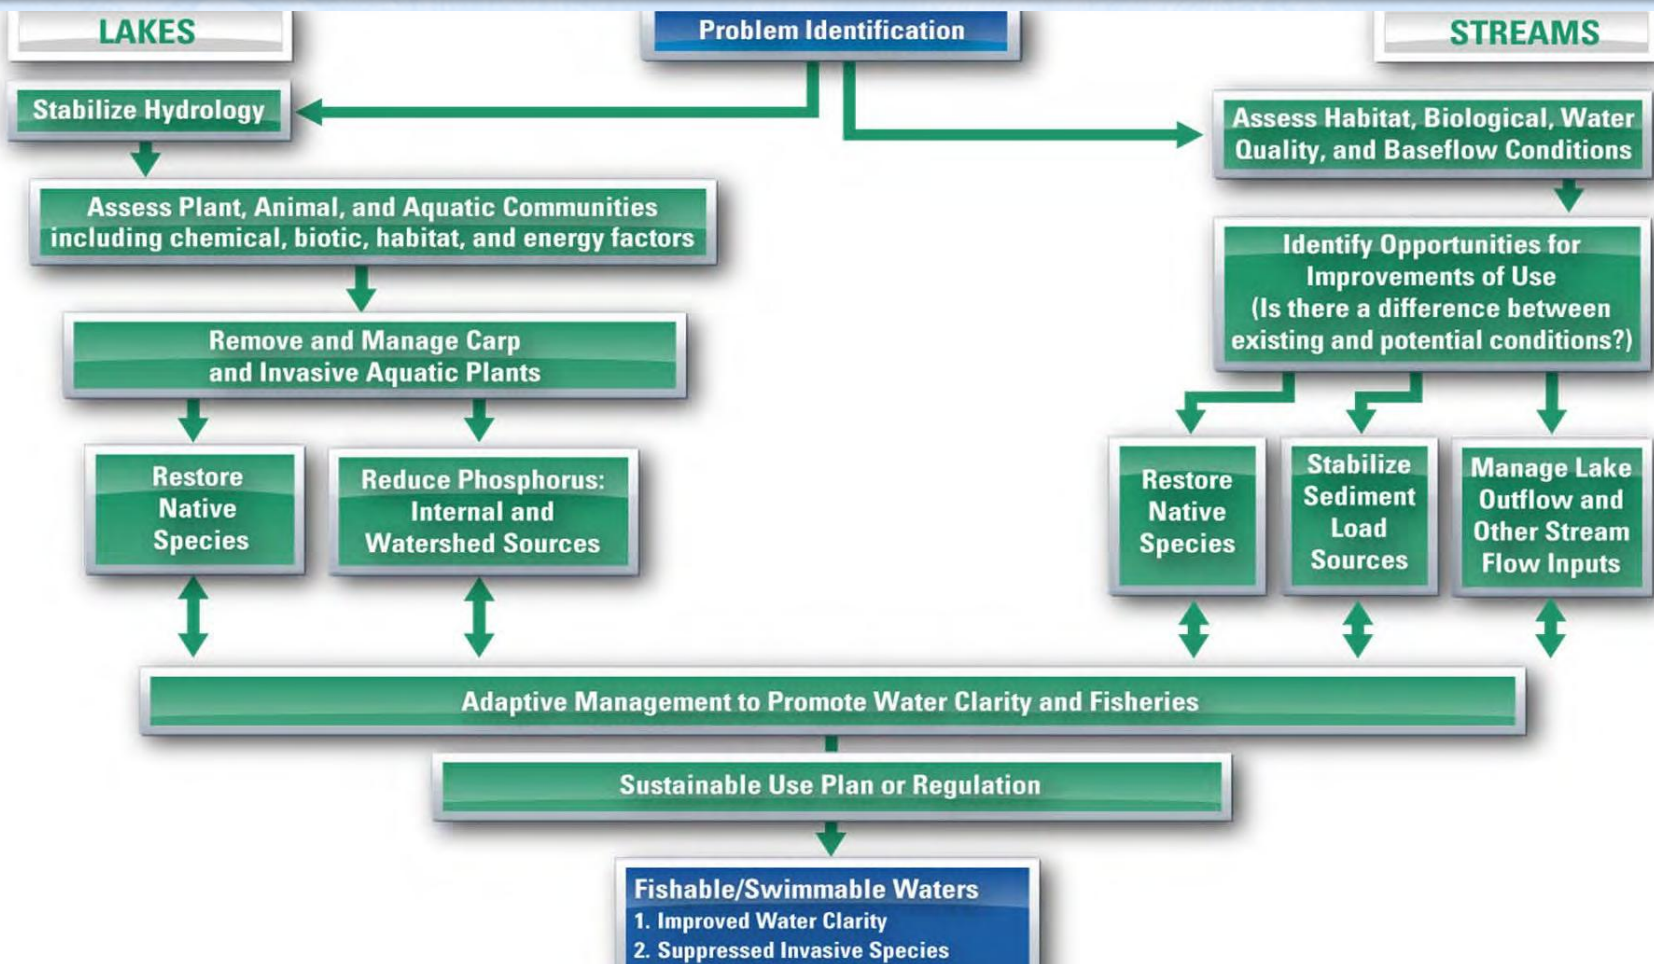 LAKES
Problem Identification
STREAMS
Stabilize Hydrology
Assess Plant, Animal, and Aquatic Communities
including chemical, biotic, habitat, and energy factors
Remove and Manage Carp
and Invasive Aquatic Plants
Restore
Native
Species
Reduce Phosphorus:
Internal and
Watershed Sources
Assess Habitat, Biological, Water
Quality, and Baseflow Conditions
Identify Opportunities for
Improvements of Use
(Is there a difference between
existing and potential conditions?)
Restore
Native
Species
Stabilize
Sediment
Load
Sources
Manage Lake
Outflow and
Other Stream
Flow Inputs
Adaptive Management to Promote Water Clarity and Fisheries
Sustainable Use Plan or Regulation
Fishable/Swimmable Waters
1. Improved Water Clarity
2. Suppressed Invasive Species